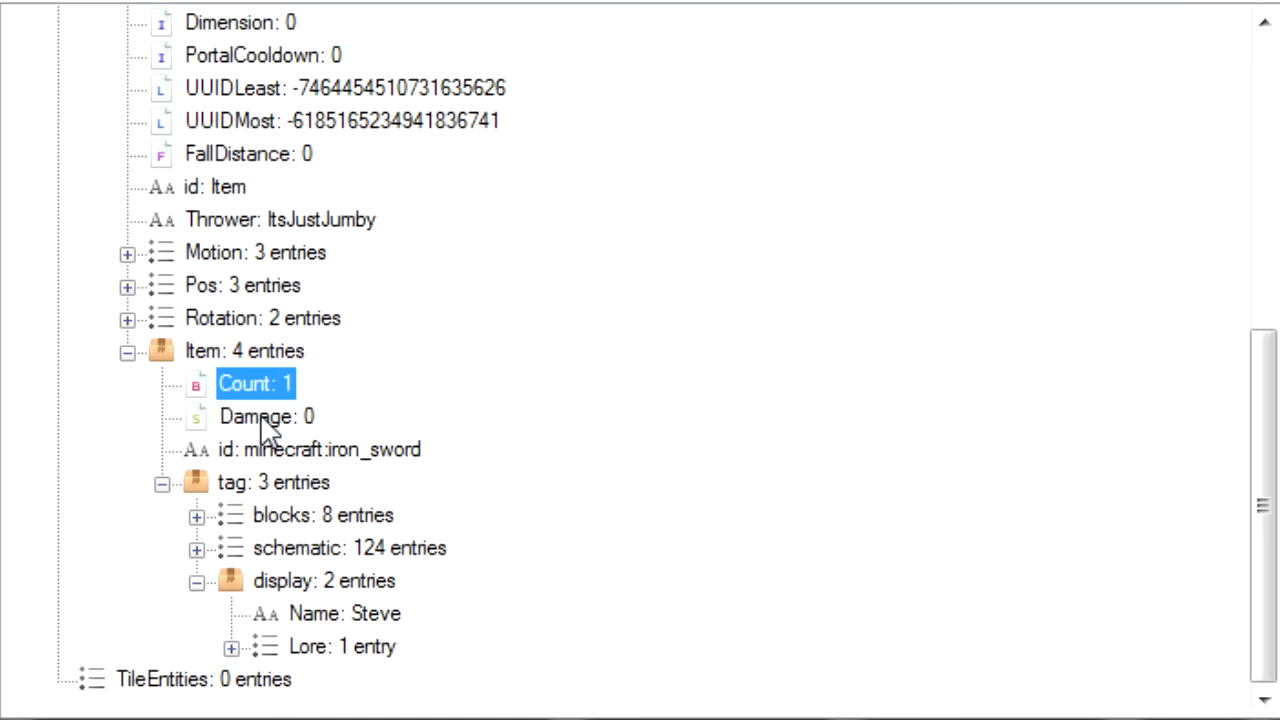 Dimension: 0
PortalCooldown: 0
UUIDLeast: -7464454510731635626
UUIDMost: -6185165234941836741
FallDistance: 0
id: Item
Thrower: ItsJustJumby
Motion: 3 entries
Pos: 3 entries
Rotation: 2 entries
Item: 4 entries
Count: 1
Damage: 0
id: minecraft:iron_sword
tag: 3 entries
blocks: 8 entries
schematic: 124 entries
display: 2 entries
Name: Steve
Lore: 1 entry
TileEntities: 0 entries